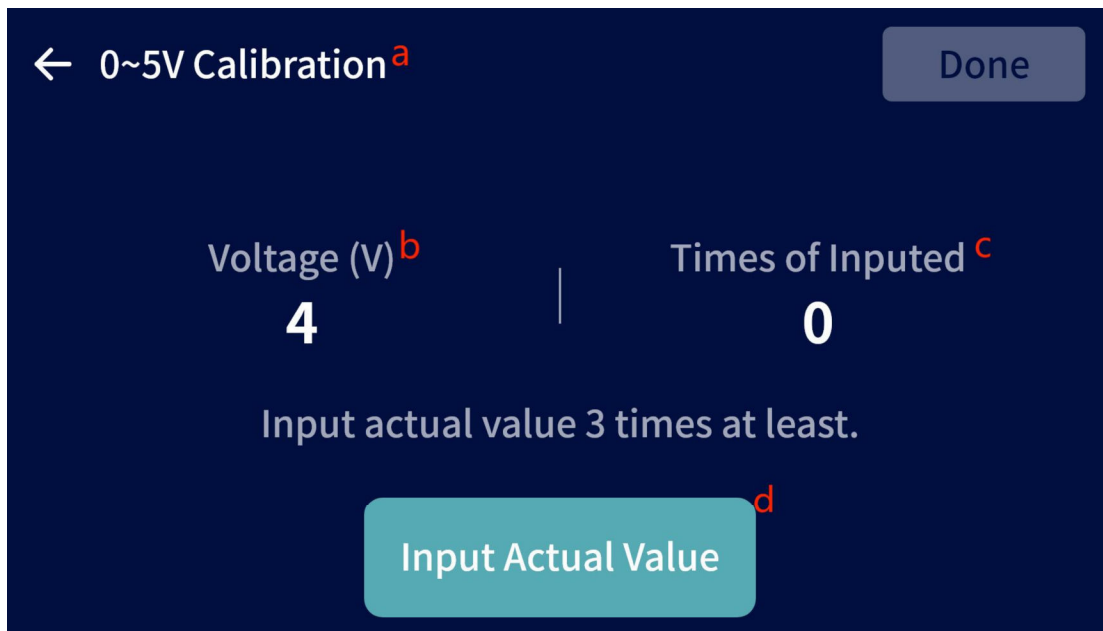 ← 0~5V Calibration a Done
Voltage (V) b Times of Inputed c
4 0
Input actual value 3 times at least.
d
Input Actual Value